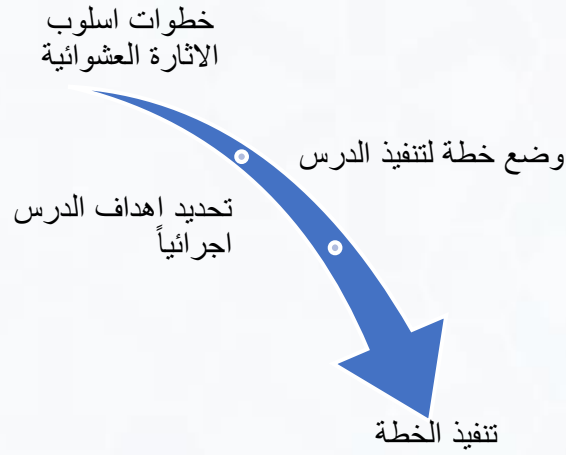 خطوات اسلوب
الاثارة العشوائية
وضع خطة لتنفيذ الدرس
تحديد اهداف الدرس
اجرائياً
تنفيذ الخطة